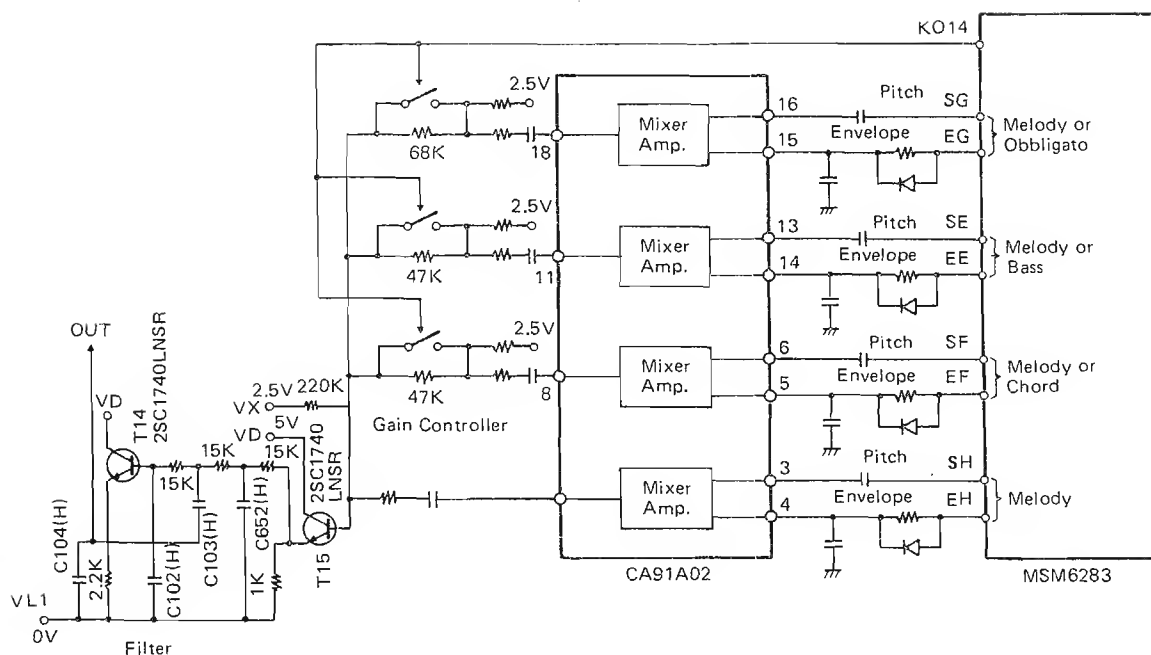 KO14
2.5V
16
Pitch
SG
Mixer
Amp.
15
Envelope
EG
Melody or
Obbligato
68K
18
2.5V
13
Pitch
SE
Mixer
Amp.
14
Envelope
EE
Melody or
Bass
47K
11
OUT
2.5V
6
Pitch
SF
Mixer
Amp.
5
Envelope
EF
Melody or
Chord
47K
8
VD
T14
2SC1740LNSR
2.5V
220K
VX
5V
VD
Gain Controller
15K
15K
15K
2SC1740
LNSR
3
Pitch
SH
Mixer
Amp.
4
Envelope
EH
Melody
C104(H)
2.2K
C102(H)
C103(H)
C652(H)
1K
T15
CA91A02
MSM6283
VL1
0V
Filter